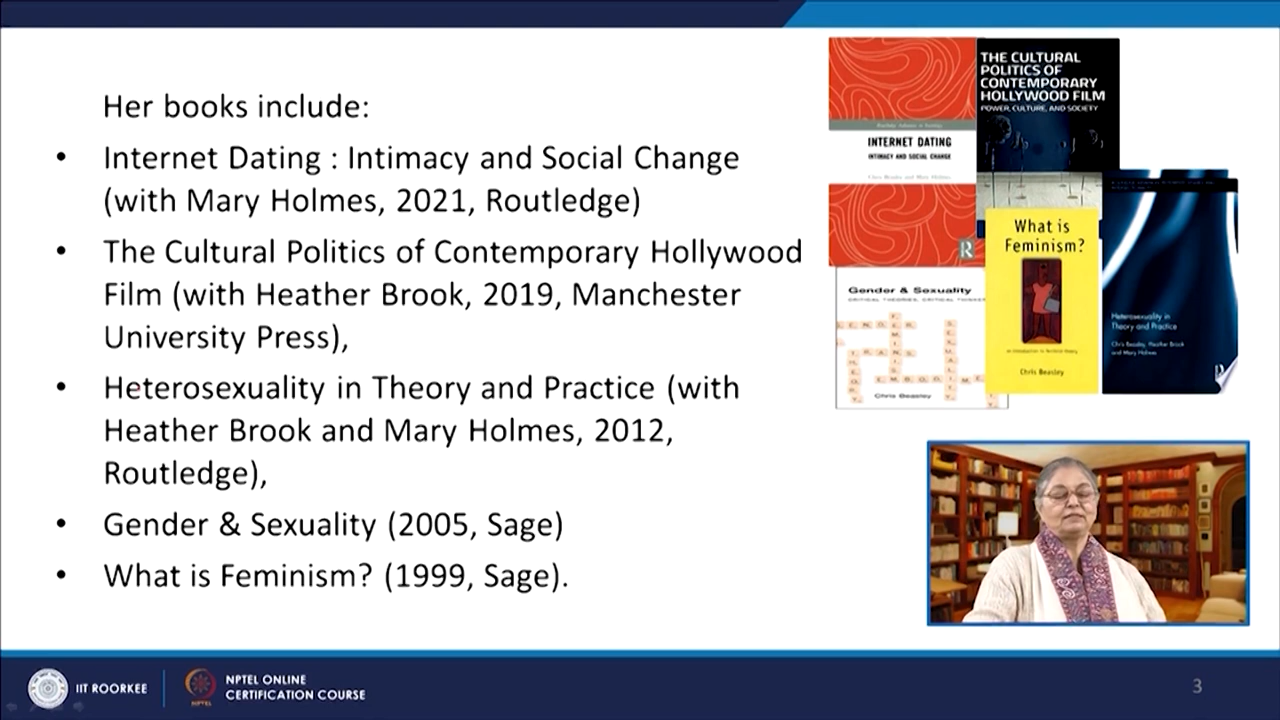 Her books include:
• Internet Dating : Intimacy and Social Change
(with Mary Holmes, 2021, Routledge)
• The Cultural Politics of Contemporary Hollywood
Film (with Heather Brook, 2019, Manchester
University Press),
• Heterosexuality in Theory and Practice (with
Heather Brook and Mary Holmes, 2012,
Routledge),
• Gender & Sexuality (2005, Sage)
• What is Feminism? (1999, Sage).
INTERNET DATING
INTIMACY AND SOCIAL CHANGE
Chris Beasley and Mary Holmes
R
THE CULTURAL
POLITICS OF
CONTEMPORARY
HOLLYWOOD FILM
POWER, CULTURE, AND SOCIETY
What is
Feminism?
An introduction to feminist theory
Chris Beasley
Heterosexuality in
Theory and Practice
Chris Beasley, Heather Brook
and Mary Holmes
Gender & Sexuality
CRITICAL THEORIES, CRITICAL
Chris Beasley
IIT ROORKEE
NPTEL
NPTEL ONLINE
CERTIFICATION COURSE
3